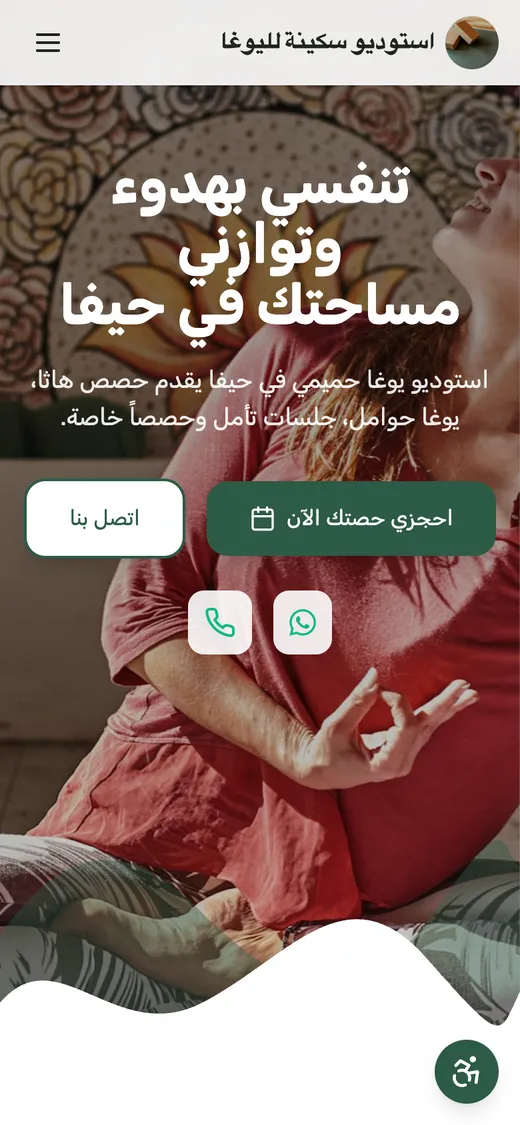 استوديو سكينة لليوغا
تنفسي بهدوء
وتوازني
مساحتك في حيفا
استوديو يوغا حميمي في حيفا يقدم حصص هاثا،
يوغا حوامل، جلسات تأمل وحصصاً خاصة.
احجزي حصتك الآن
اتصل بنا